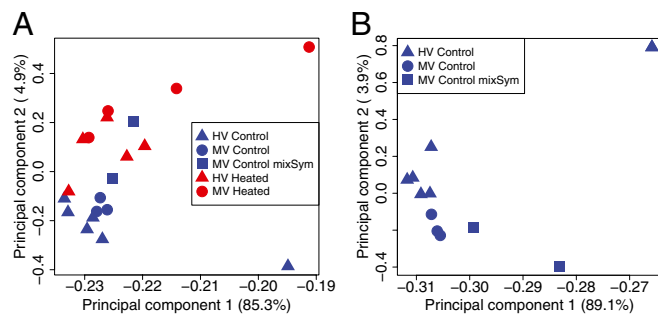 A
B
Principal component 2 ( 4.9%)
0.4
0.2
0.0
−0.2
−0.4
HV Control
MV Control
MV Control mixSym
HV Heated
MV Heated
−0.23
−0.22
−0.21
−0.20
−0.19
Principal component 1 (85.3%)
Principal component 2 ( 3.9%)
0.8
0.4
0.0
−0.4
HV Control
MV Control
MV Control mixSym
−0.31
−0.30
−0.29
−0.28
−0.27
Principal component 1 (89.1%)